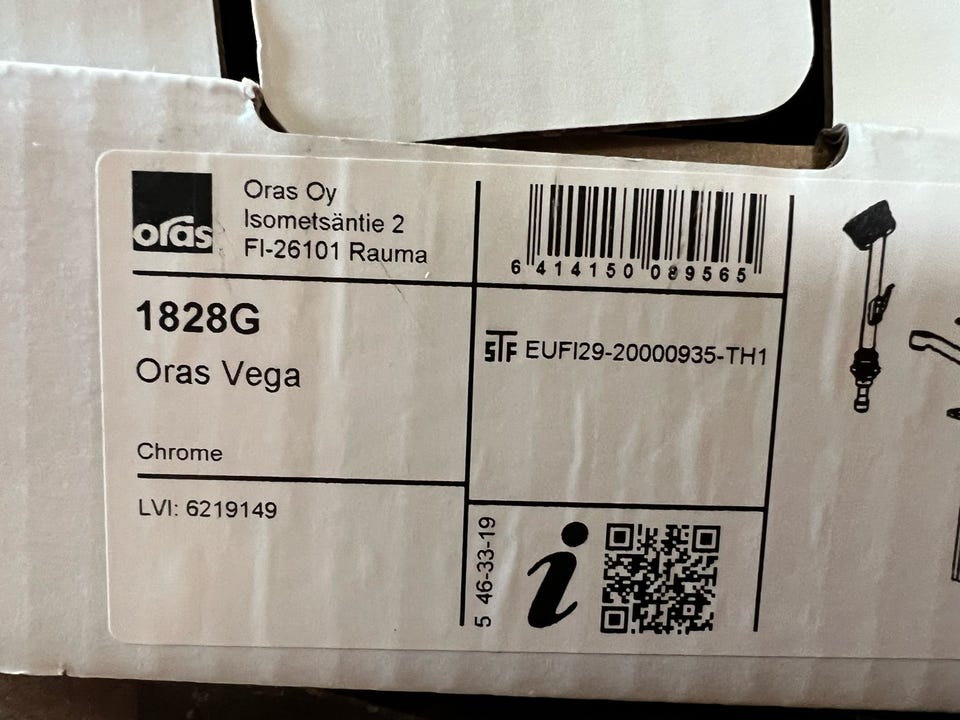 oras
Oras Oy
Isometsäntie 2
FI-26101 Rauma
6 414150 089565
1828G
Oras Vega
Chrome
LVI: 6219149
STF EUFI29-20000935-TH1
5 46-33-19
i